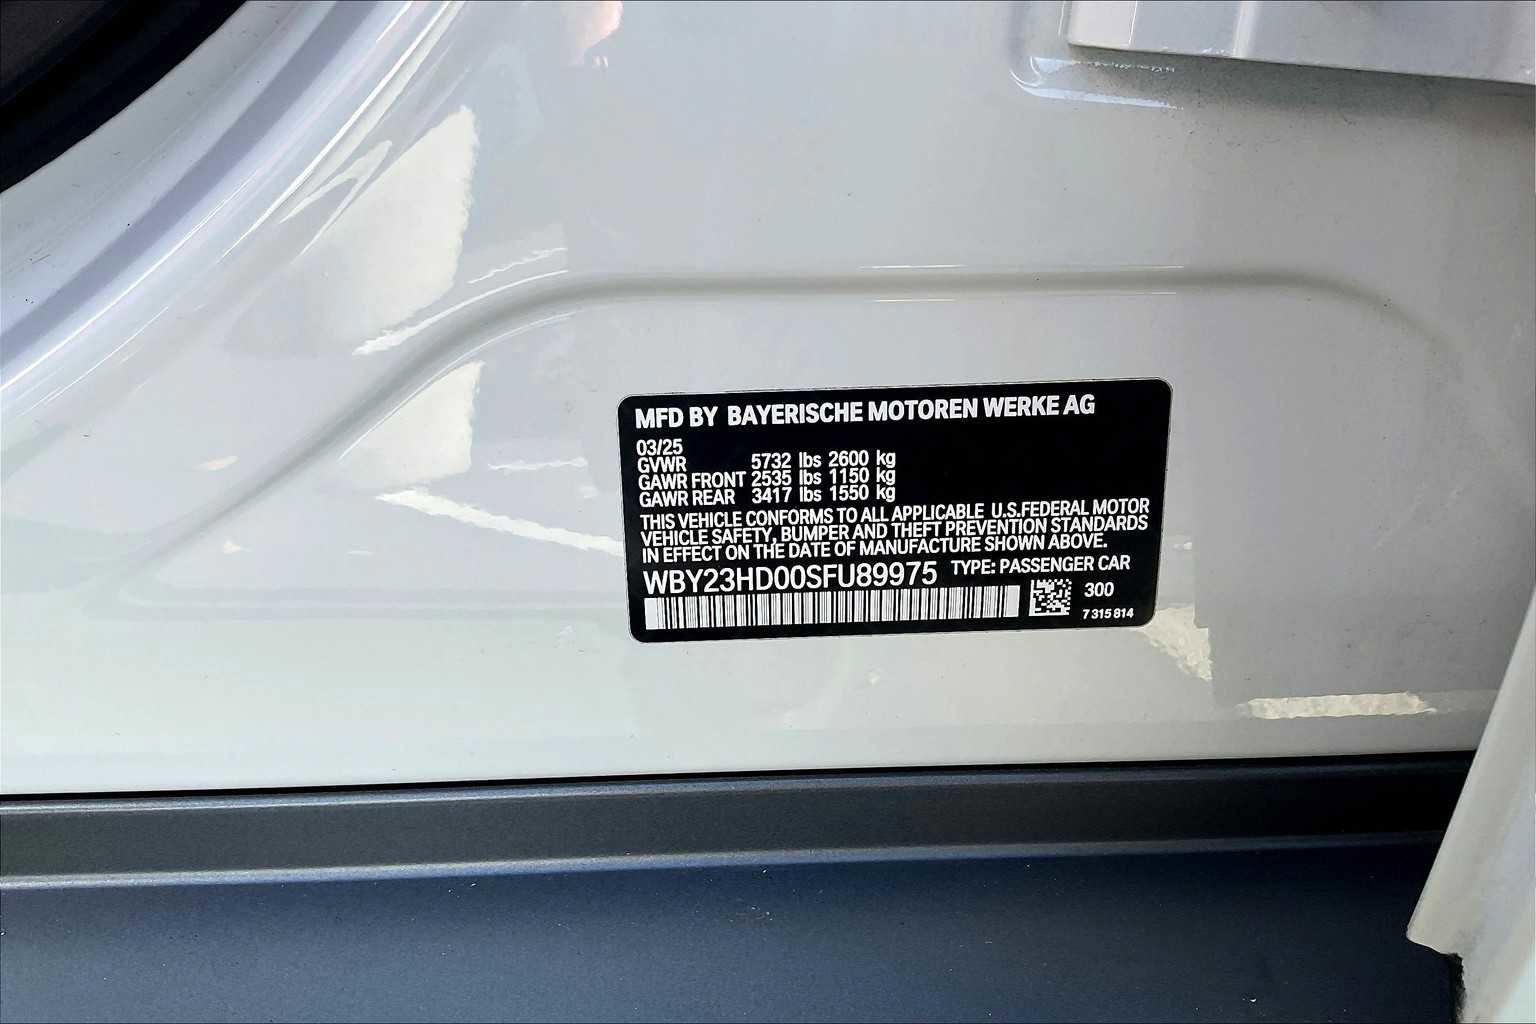 MFD BY BAYERISCHE MOTOREN WERKE AG
03/25
GVWR 5732 lbs 2600 kg
GAWR FRONT 2535 lbs 1150 kg
GAWR REAR 3417 lbs 1550 kg
THIS VEHICLE CONFORMS TO ALL APPLICABLE U.S.FEDERAL MOTOR
VEHICLE SAFETY, BUMPER AND THEFT PREVENTION STANDARDS
IN EFFECT ON THE DATE OF MANUFACTURE SHOWN ABOVE.
WBY23HD00SFU89975 TYPE: PASSENGER CAR
300
7 315 814